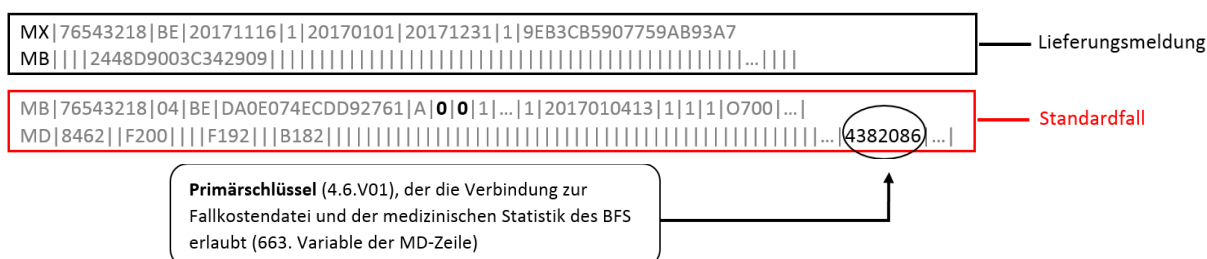 MX|76543218|BE|20171116|1|20170101|20171231|1|9EB3CB5907759AB93A7
MB||||2448D9003C342909|||||||||||||||||||||||||||||||||||||||||||||||||...||||
Lieferungsmeldung
MB|76543218|04|BE|DA0E074ECDD92761|A|0|0|1|...|1|2017010413|1|1|1|O700|...|
MD|8462||F200||||F192|||B182|||||||||||||||||||||||||||||||||||||||||||||||||...|4382086|...|
Standardfall
Primärschlüssel (4.6.V01), der die Verbindung zur
Fallkostendatei und der medizinischen Statistik des BFS
erlaubt (663. Variable der MD-Zeile)